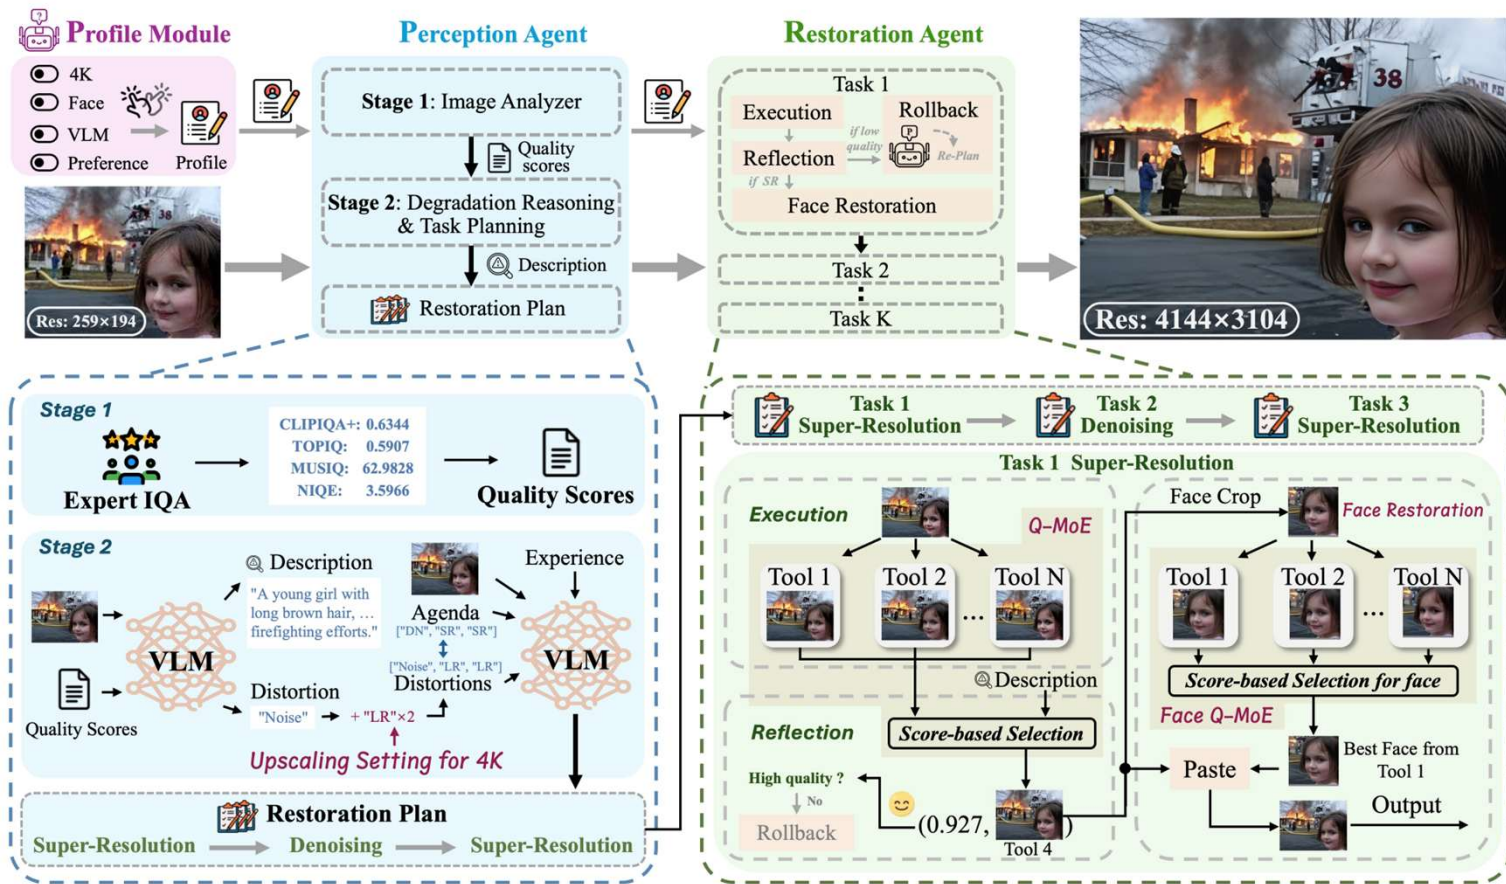 Profile Module
4K
Face
VLM
Preference
Profile
Res: 259×194
Perception Agent
Stage 1: Image Analyzer
Quality
scores
Stage 2: Degradation Reasoning
& Task Planning
Description
Restoration Plan
Restoration Agent
Task 1
Execution
Rollback
if low
quality
Reflection
Re-Plan
if SR
Face Restoration
Task 2
Task K
38
Res: 4144×3104
Stage 1
Expert IQA
CLIPIQA+: 0.6344
TOPIQ: 0.5907
MUSIQ: 62.9828
NIQE: 3.5966
Quality Scores
Stage 2
Quality Scores
VLM
Description
"A young girl with
long brown hair, …
firefighting efforts."
Distortion
"Noise"
+ "LR"×2
Upscaling Setting for 4K
Agenda
["DN", "SR", "SR"]
["Noise", "LR", "LR"]
Distortions
Experience
VLM
Restoration Plan
Super-Resolution
Denoising
Super-Resolution
Task 1
Super-Resolution
Task 2
Denoising
Task 3
Super-Resolution
Task 1 Super-Resolution
Execution
Q-MoE
Tool 1
Tool 2
...
Tool N
Description
Reflection
Score-based Selection
High quality ?
No
Rollback
(0.927, )
Tool 4
Face Crop
Face Restoration
Tool 1
Tool 2
...
Tool N
Score-based Selection for face
Face Q-MoE
Best Face from
Tool 1
Paste
Output